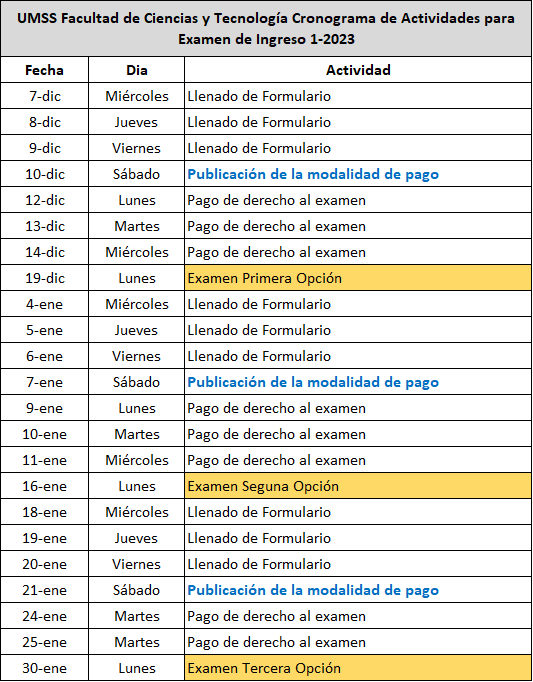 UMSS Facultad de Ciencias y Tecnología Cronograma de Actividades para
Examen de Ingreso 1-2023
Fecha Dia Actividad
7-dic Miércoles Llenado de Formulario
8-dic Jueves Llenado de Formulario
9-dic Viernes Llenado de Formulario
10-dic Sábado Publicación de la modalidad de pago
12-dic Lunes Pago de derecho al examen
13-dic Martes Pago de derecho al examen
14-dic Miércoles Pago de derecho al examen
19-dic Lunes Examen Primera Opción
4-ene Miércoles Llenado de Formulario
5-ene Jueves Llenado de Formulario
6-ene Viernes Llenado de Formulario
7-ene Sábado Publicación de la modalidad de pago
9-ene Lunes Pago de derecho al examen
10-ene Martes Pago de derecho al examen
11-ene Miércoles Pago de derecho al examen
16-ene Lunes Examen Seguna Opción
18-ene Miércoles Llenado de Formulario
19-ene Jueves Llenado de Formulario
20-ene Viernes Llenado de Formulario
21-ene Sábado Publicación de la modalidad de pago
24-ene Martes Pago de derecho al examen
25-ene Martes Pago de derecho al examen
30-ene Lunes Examen Tercera Opción